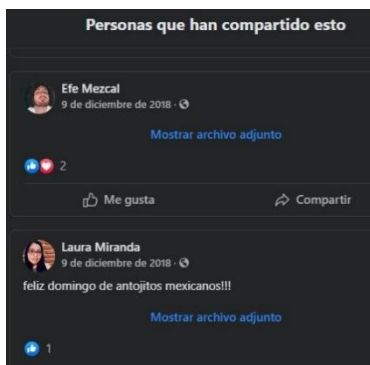 Personas que han compartido esto
Efe Mezcal
9 de diciembre de 2018 ·
Mostrar archivo adjunto
2
Me gusta
Compartir
Laura Miranda
9 de diciembre de 2018 ·
feliz domingo de antojitos mexicanos!!!
Mostrar archivo adjunto
1